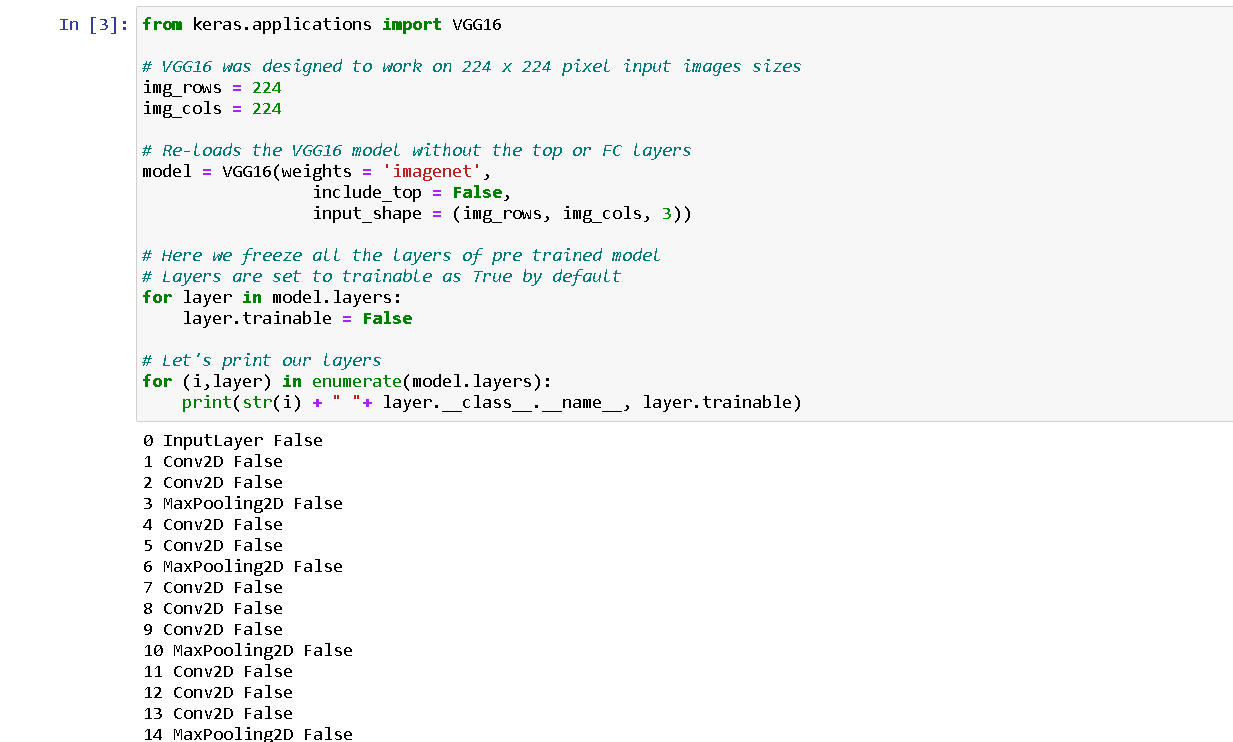 In [3]: from keras.applications import VGG16
# VGG16 was designed to work on 224 x 224 pixel input images sizes
img_rows = 224
img_cols = 224
# Re-loads the VGG16 model without the top or FC layers
model = VGG16(weights = 'imagenet',
include_top = False,
input_shape = (img_rows, img_cols, 3))
# Here we freeze all the layers of pre trained model
# Layers are set to trainable as True by default
for layer in model.layers:
layer.trainable = False
# Let's print our layers
for (i,layer) in enumerate(model.layers):
print(str(i) + " "+ layer.__class__.__name__, layer.trainable)
0 InputLayer False
1 Conv2D False
2 Conv2D False
3 MaxPooling2D False
4 Conv2D False
5 Conv2D False
6 MaxPooling2D False
7 Conv2D False
8 Conv2D False
9 Conv2D False
10 MaxPooling2D False
11 Conv2D False
12 Conv2D False
13 Conv2D False
14 MaxPooling2D False